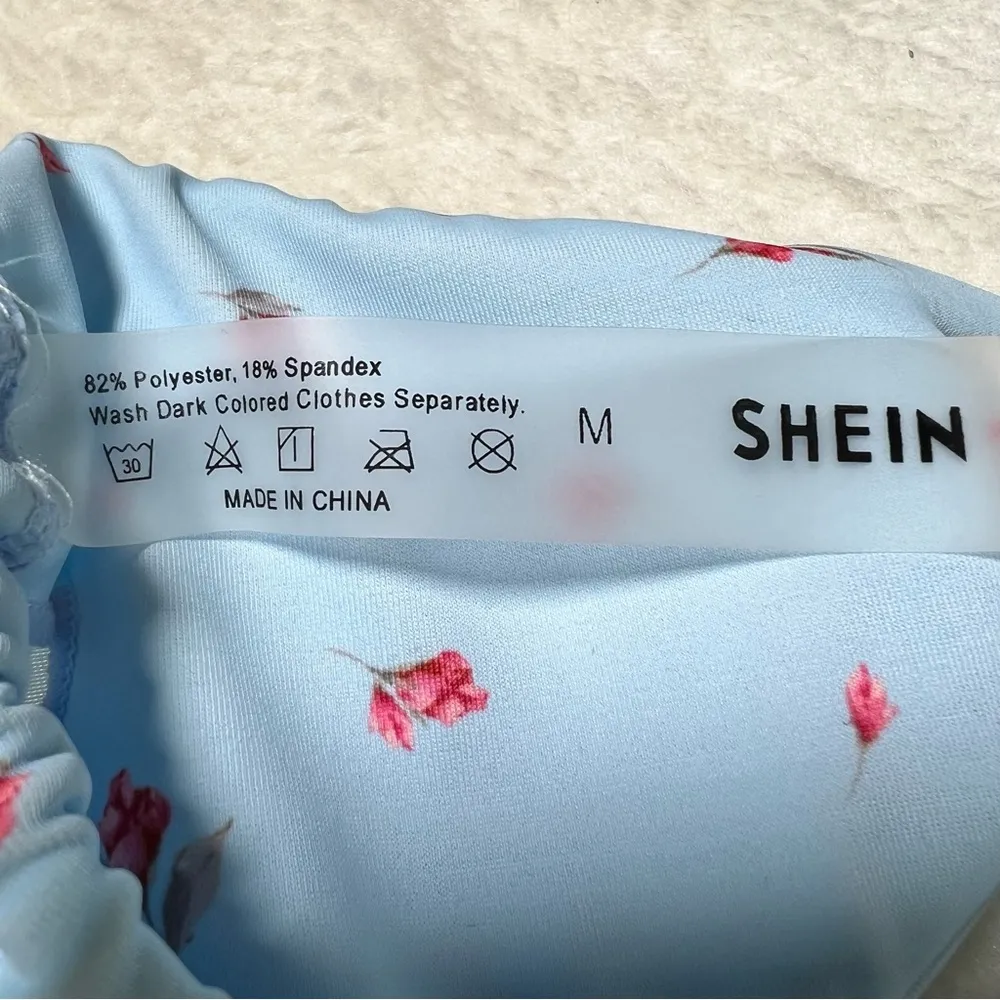 82% Polyester, 18% Spandex
Wash Dark Colored Clothes Separately.
30
MADE IN CHINA
M
SHEIN